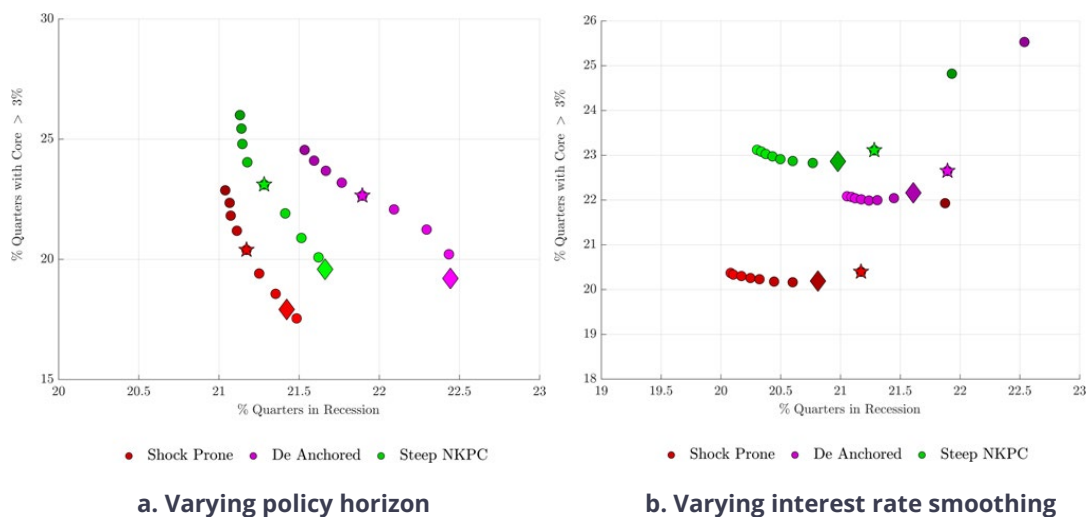 30
25
20
15
% Quarters with Core > 3%
20
20.5
21
21.5
22
22.5
23
% Quarters in Recession
Shock Prone
De Anchored
Steep NKPC
a. Varying policy horizon
26
25
24
23
22
21
20
19
18
% Quarters with Core > 3%
19
19.5
20
20.5
21
21.5
22
22.5
23
% Quarters in Recession
Shock Prone
De Anchored
Steep NKPC
b. Varying interest rate smoothing